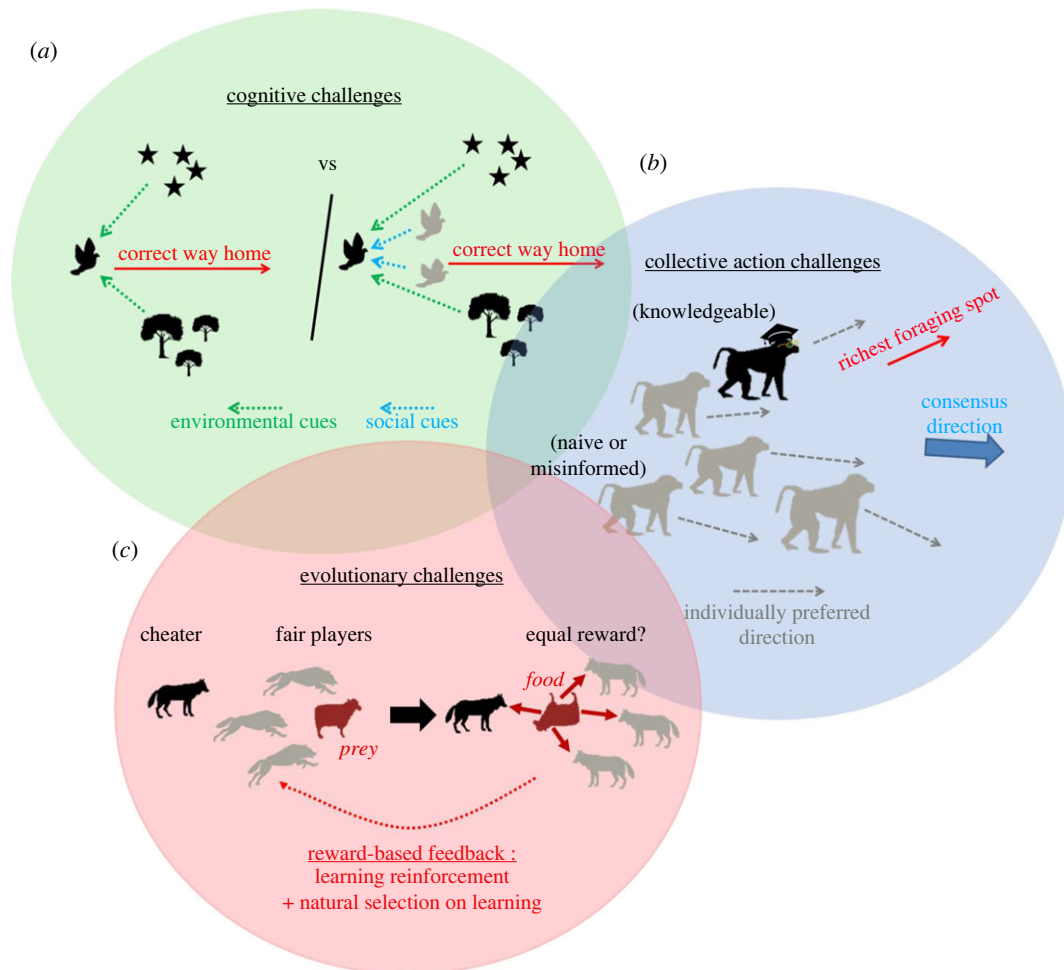 (a)
cognitive challenges
vs
correct way home
correct way home
environmental cues
social cues
(b)
collective action challenges
(knowledgeable)
richest foraging spot
consensus
direction
(naive or
misinformed)
individually preferred
direction
(c)
evolutionary challenges
cheater
fair players
equal reward?
food
prey
reward-based feedback :
learning reinforcement
+ natural selection on learning